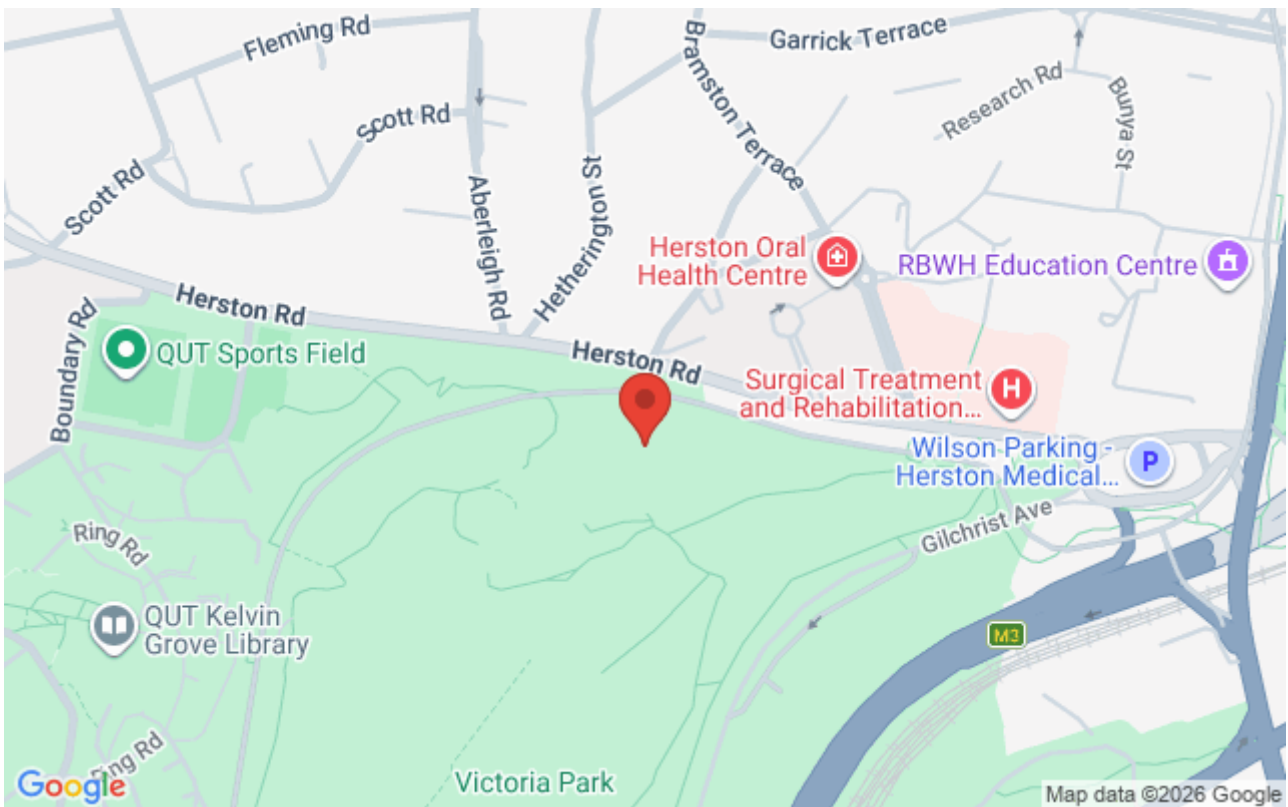 Fleming Rd
Garrick Terrace
Bramston Terrace
Research Rd
Bunya St
Scott Rd
Scott Rd
Aberleigh Rd
Hetherington St
Herston Oral
Health Centre
RBWH Education Centre
Herston Rd
Boundary Rd
QUT Sports Field
Herston Rd
Surgical Treatment
and Rehabilitation...
H
Wilson Parking -
Herston Medical...
P
Gilchrist Ave
Ring Rd
QUT Kelvin
Grove Library
M3
Ring Rd
Victoria Park
Google
Map data ©2026 Google